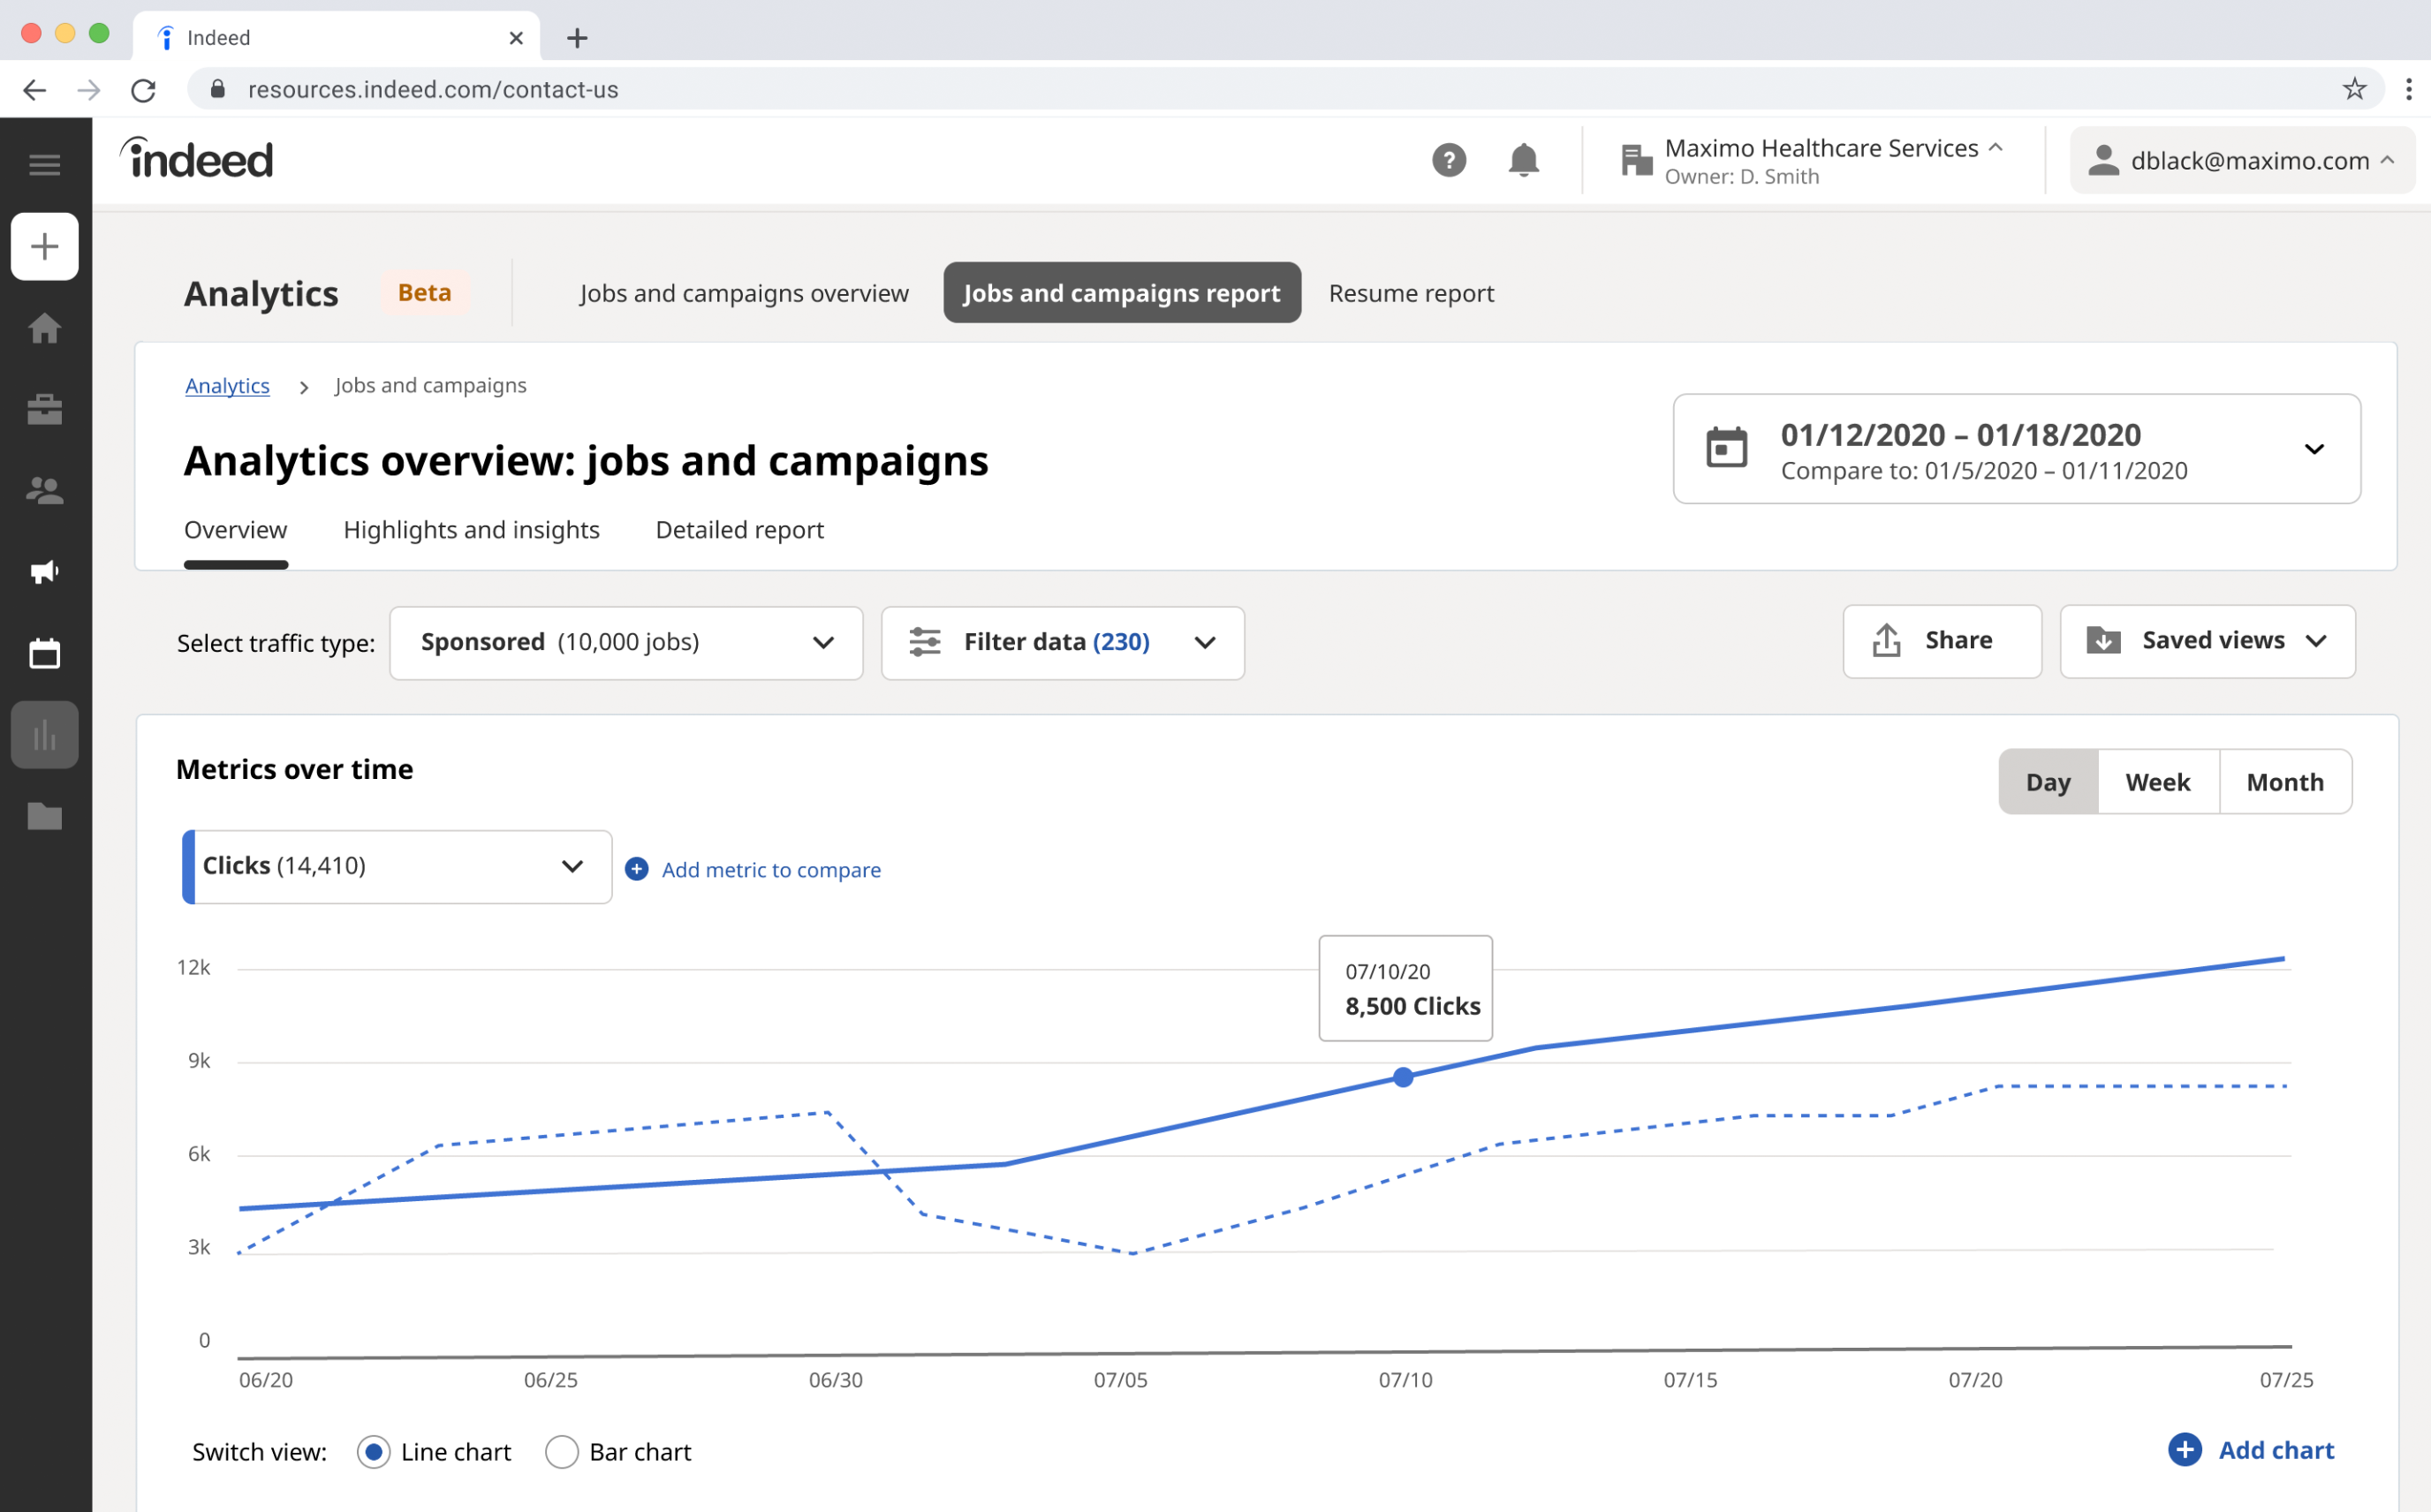 Indeed
resources.indeed.com/contact-us
indeed
Maximo Healthcare Services
Owner: D. Smith
dblack@maximo.com
Analytics Beta Jobs and campaigns overview Jobs and campaigns report Resume report
Analytics > Jobs and campaigns
Analytics overview: jobs and campaigns
01/12/2020 – 01/18/2020
Compare to: 01/5/2020 – 01/11/2020
Overview Highlights and insights Detailed report
Select traffic type: Sponsored (10,000 jobs) Filter data (230) Share Saved views
Metrics over time
Day Week Month
Clicks (14,410) Add metric to compare
07/10/20
8,500 Clicks
12k
9k
6k
3k
0
06/20 06/25 06/30 07/05 07/10 07/15 07/20 07/25
Switch view: Line chart Bar chart Add chart